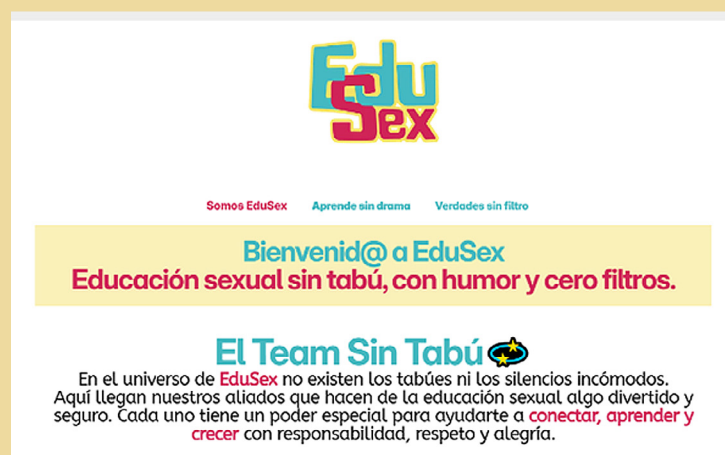 Edu
Sex
Somos EduSex Aprende sin drama Verdades sin filtro
Bienvenid@ a EduSex
Educación sexual sin tabú, con humor y cero filtros.
El Team Sin Tabú
En el universo de EduSex no existen los tabúes ni los silencios incómodos.
Aquí llegan nuestros aliados que hacen de la educación sexual algo divertido y
seguro. Cada uno tiene un poder especial para ayudarte a conectar, aprender y
crecer con responsabilidad, respeto y alegría.